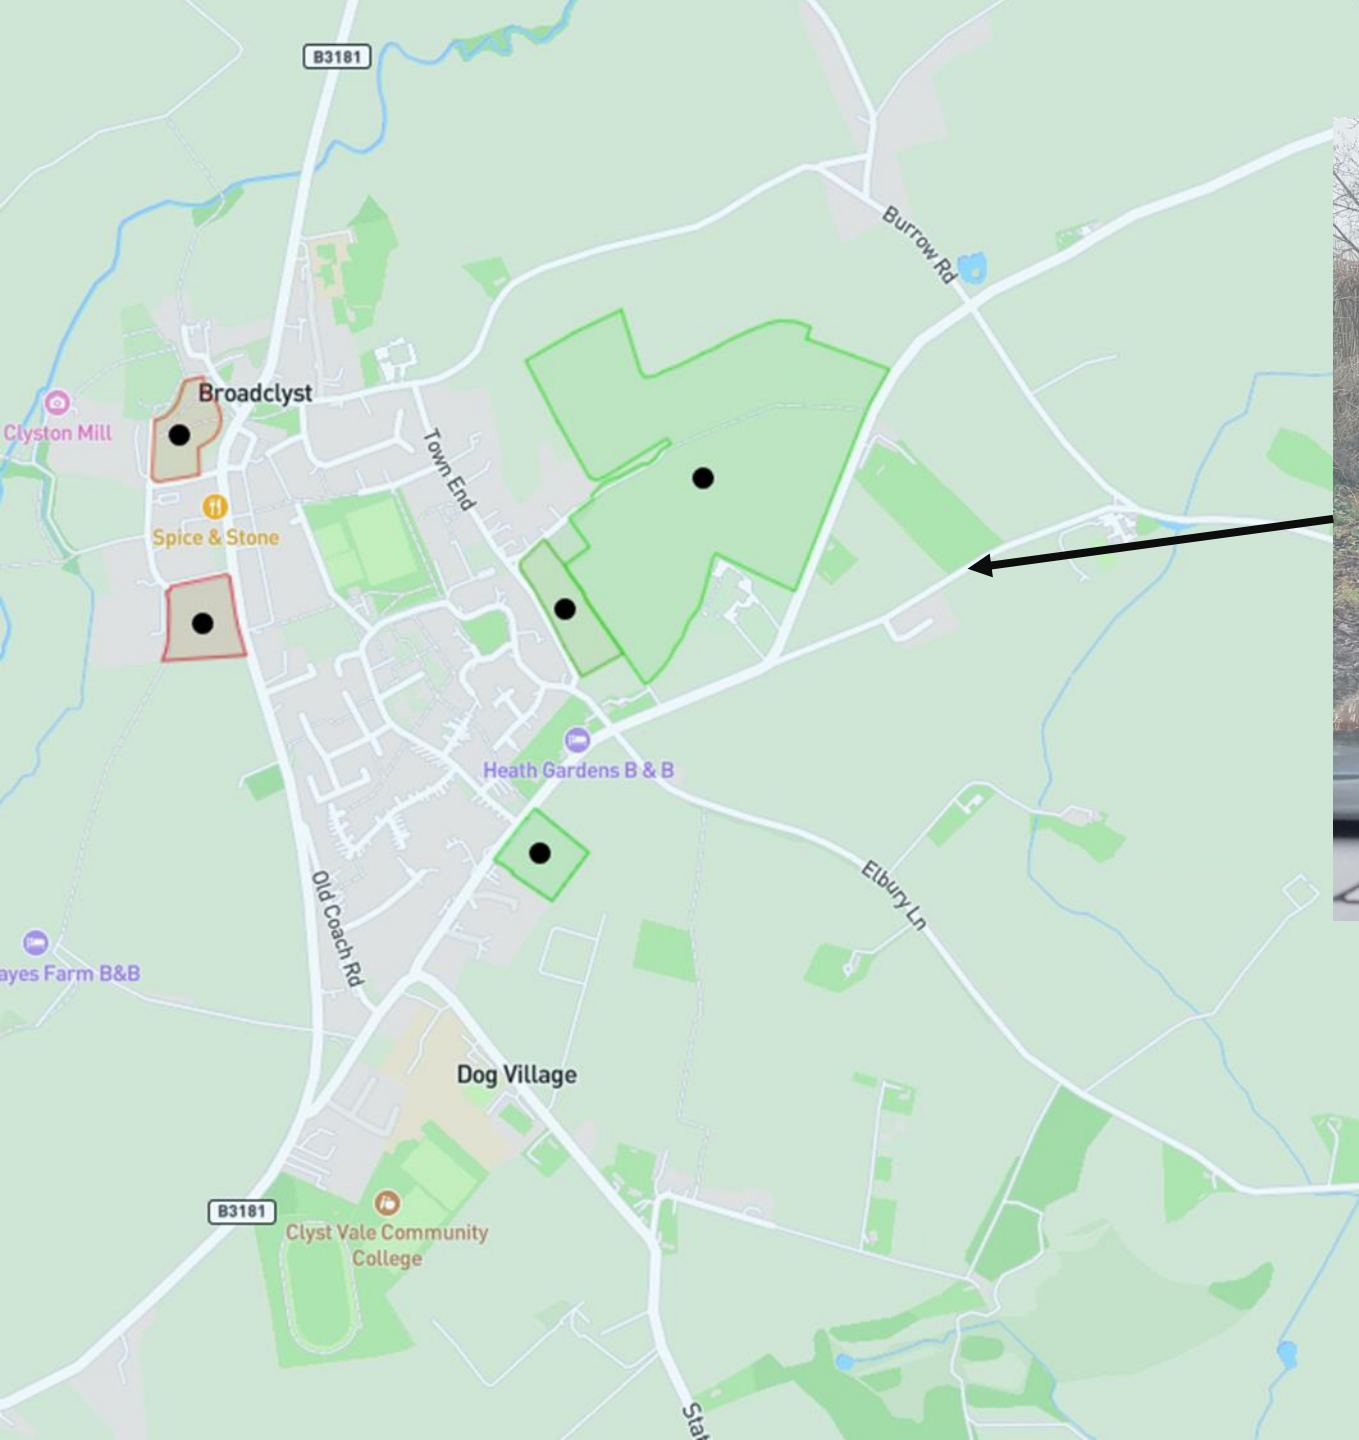 B3181
Burrow Rd
Broadclyst
Clyston Mill
Town End
Spice & Stone
Heath Gardens B & B
Elbury Ln
Old Coach Rd
ayes Farm B&B
Dog Village
B3181
Clyst Vale Community
College
Stat